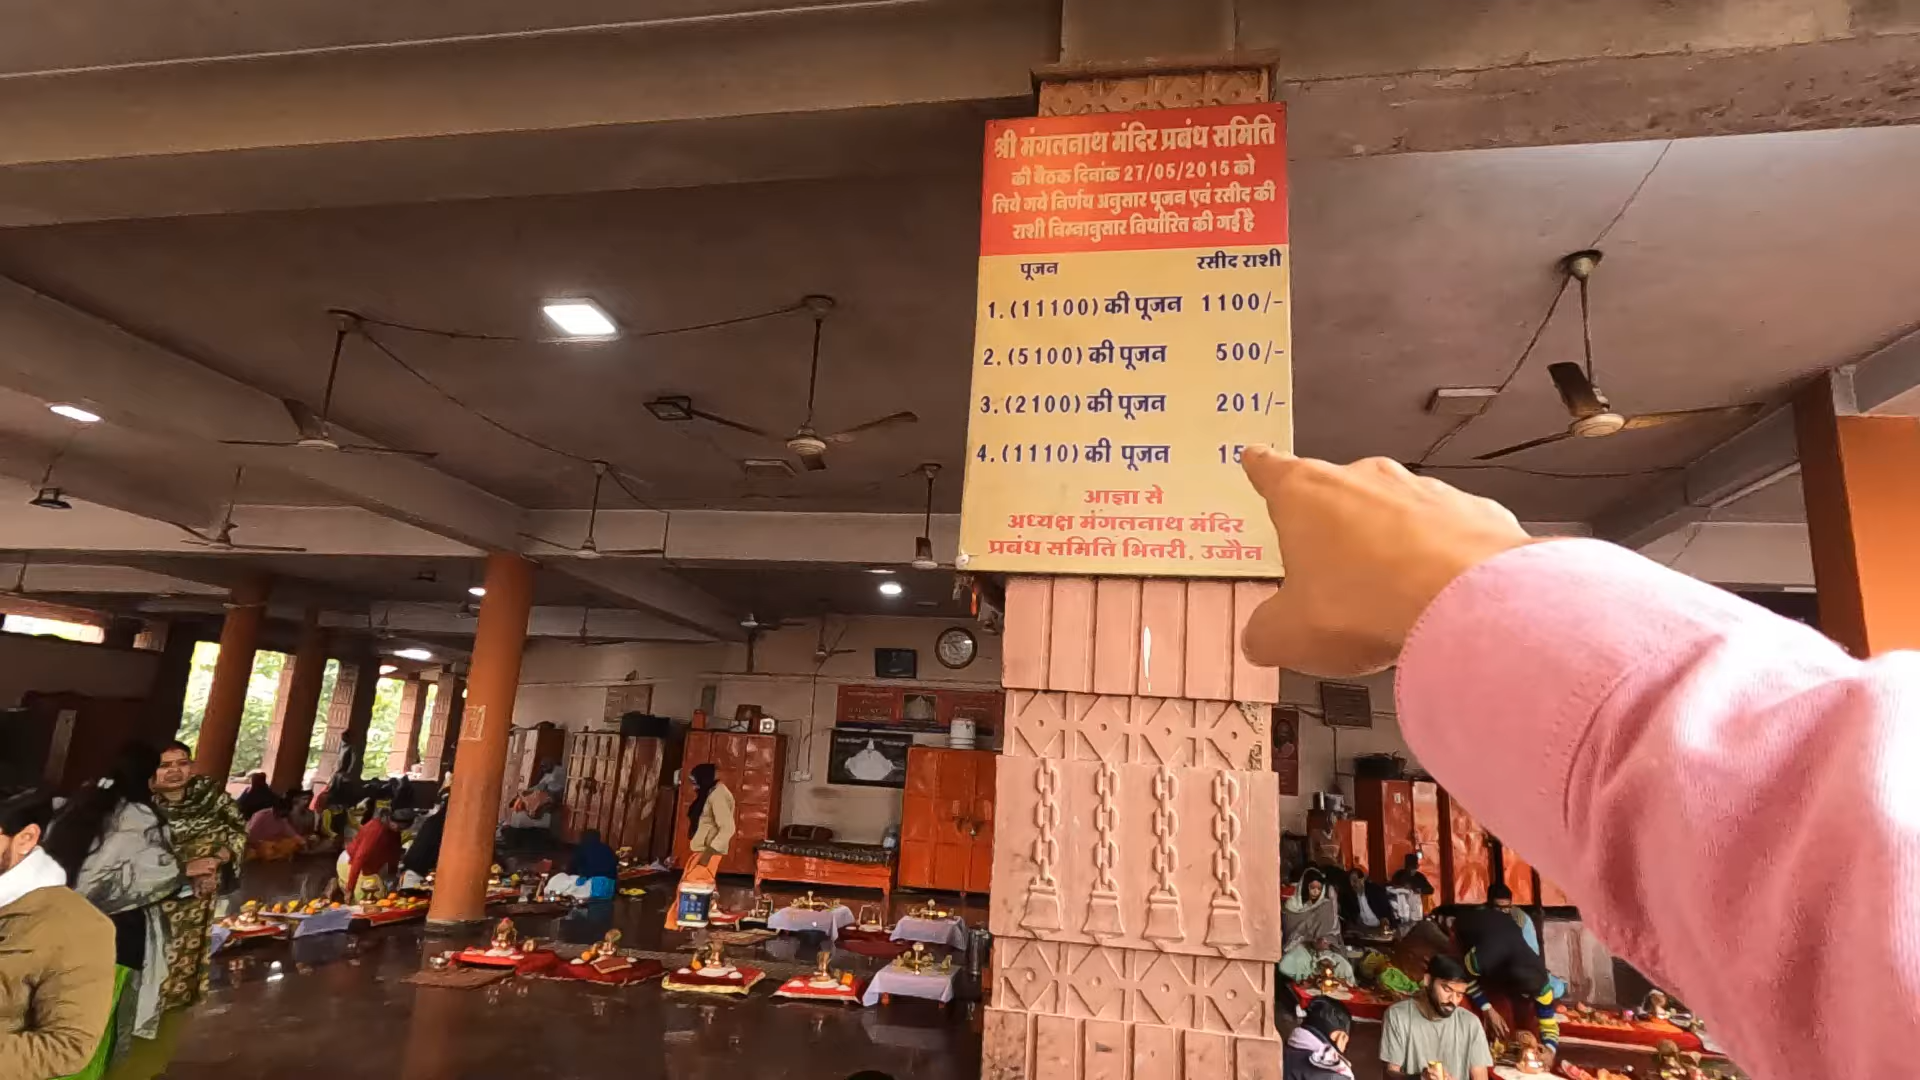 श्री मंगलनाथ मंदिर प्रबंध समिति
की बैठक दिनांक 27/05/2015 को
लिये गये निर्णय अनुसार पूजन एवं रसीद की
राशी निम्नानुसार निर्धारित की गई है
पूजन रसीद राशी
1. (11100) की पूजन 1100/-
2. (5100) की पूजन 500/-
3. (2100) की पूजन 201/-
4. (1110) की पूजन
आज्ञा से
अध्यक्ष मंगलनाथ मंदिर
प्रबंध समिति भितरी, उज्जैन